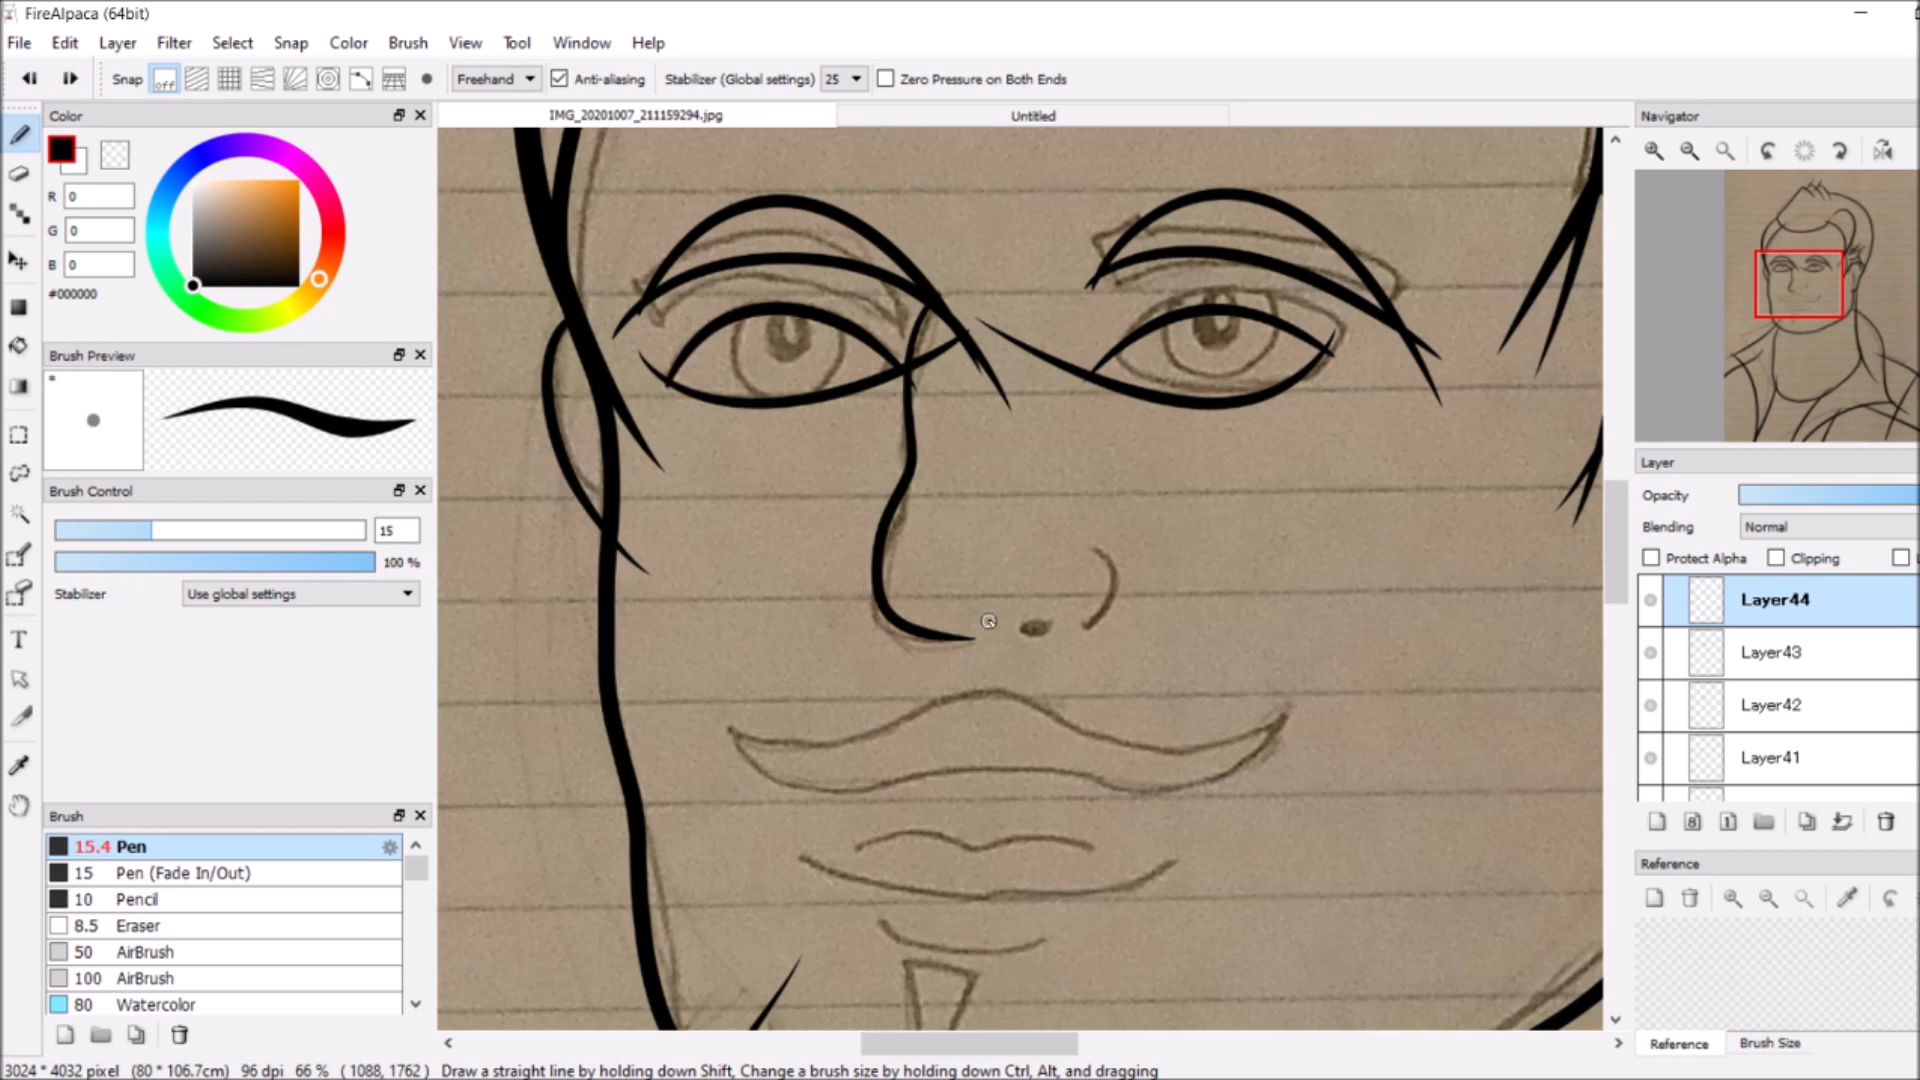 FireAlpaca (64bit)
File Edit Layer Filter Select Snap Color Brush View Tool Window Help
Snap off Freehand Anti-aliasing Stabilizer (Global settings) 25 Zero Pressure on Both Ends
Color
IMG_20201007_211159294.jpg
Untitled
Navigator
R 0
G 0
B 0
#000000
Brush Preview
*
Brush Control
15
100 %
Stabilizer Use global settings
Layer
Opacity
Blending Normal
Protect Alpha Clipping
Layer44
Layer43
Layer42
Layer41
8 1
T
Brush
15.4 Pen
15 Pen (Fade In/Out)
10 Pencil
8.5 Eraser
50 AirBrush
100 AirBrush
80 Watercolor
Reference
Reference Brush Size
3024 * 4032 pixel (80 * 106.7cm) 96 dpi 66 % ( 1088, 1762 ) Draw a straight line by holding down Shift, Change a brush size by holding down Ctrl, Alt, and dragging